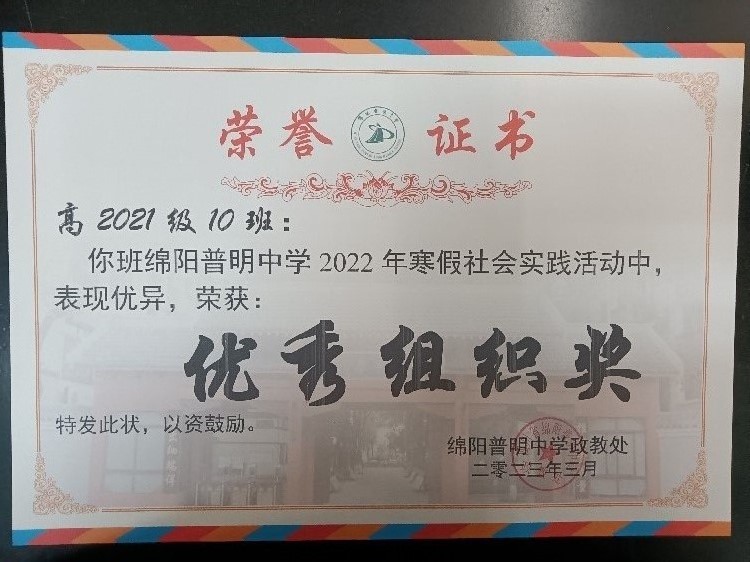 荣誉 证书
高2021级10班：
你班绵阳普明中学2022年寒假社会实践活动中，
表现优异，荣获：
优秀组织奖
特发此状，以资鼓励。
绵阳普明中学政教处
二零二三年三月